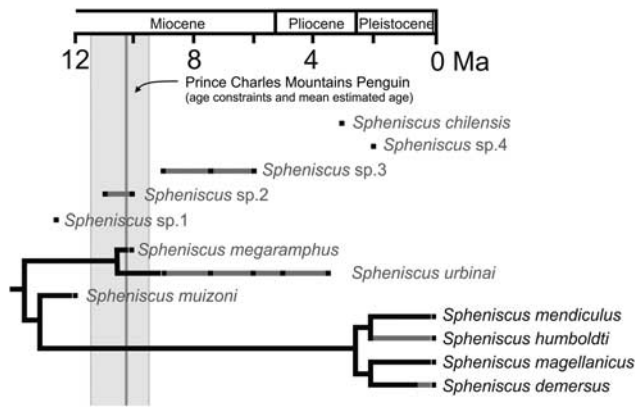 Miocene Pliocene Pleistocene
12 8 4 0 Ma
Prince Charles Mountains Penguin
(age constraints and mean estimated age)
Spheniscus chilensis
Spheniscus sp.4
Spheniscus sp.3
Spheniscus sp.2
Spheniscus sp.1
Spheniscus megaramphus
Spheniscus urbinai
Spheniscus muizoni
Spheniscus mendiculus
Spheniscus humboldti
Spheniscus magellanicus
Spheniscus demersus